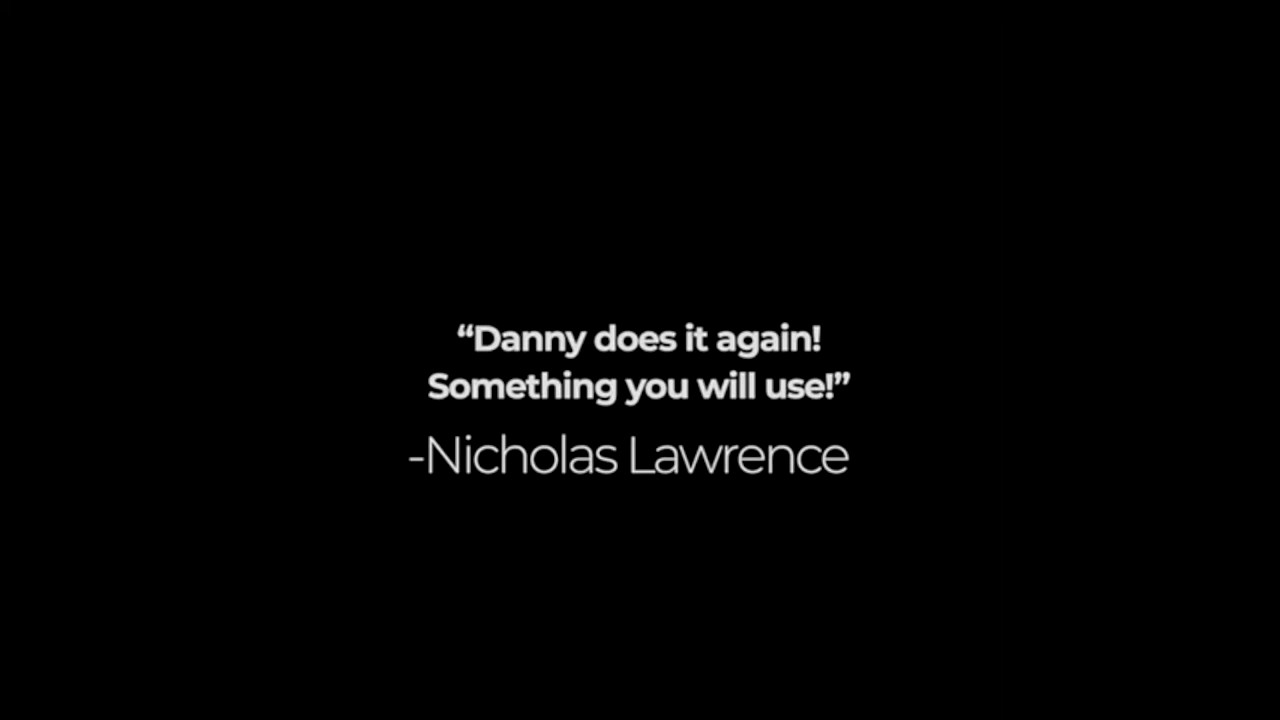 “Danny does it again!
Something you will use!”
-Nicholas Lawrence